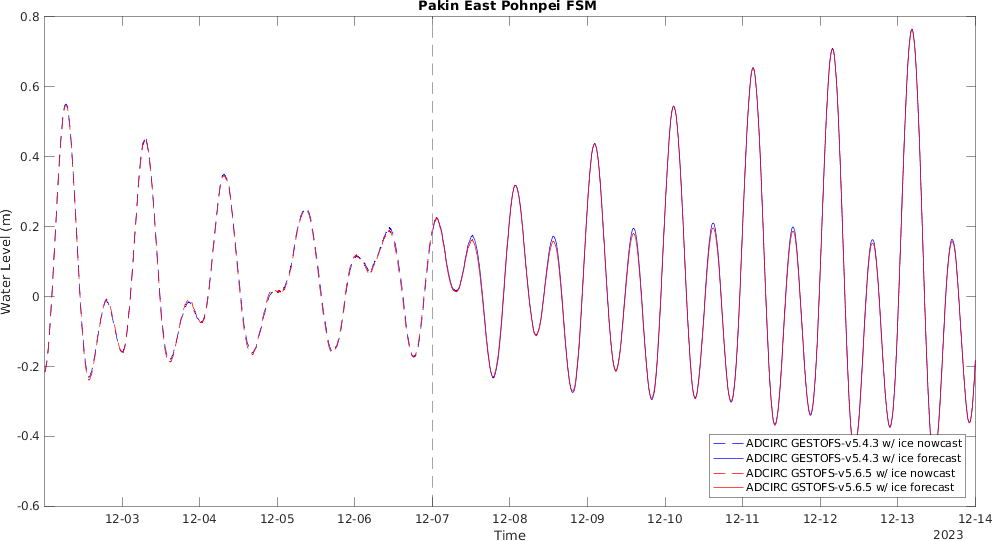 Pakin East Pohnpei FSM
Water Level (m)
0.8
0.6
0.4
0.2
0
-0.2
-0.4
-0.6
12-03 12-04 12-05 12-06 12-07 12-08 12-09 12-10 12-11 12-12 12-13 12-14
Time
2023
ADCIRC GESTOFS-v5.4.3 w/ ice nowcast
ADCIRC GESTOFS-v5.4.3 w/ ice forecast
ADCIRC GSTOFS-v5.6.5 w/ ice nowcast
ADCIRC GSTOFS-v5.6.5 w/ ice forecast